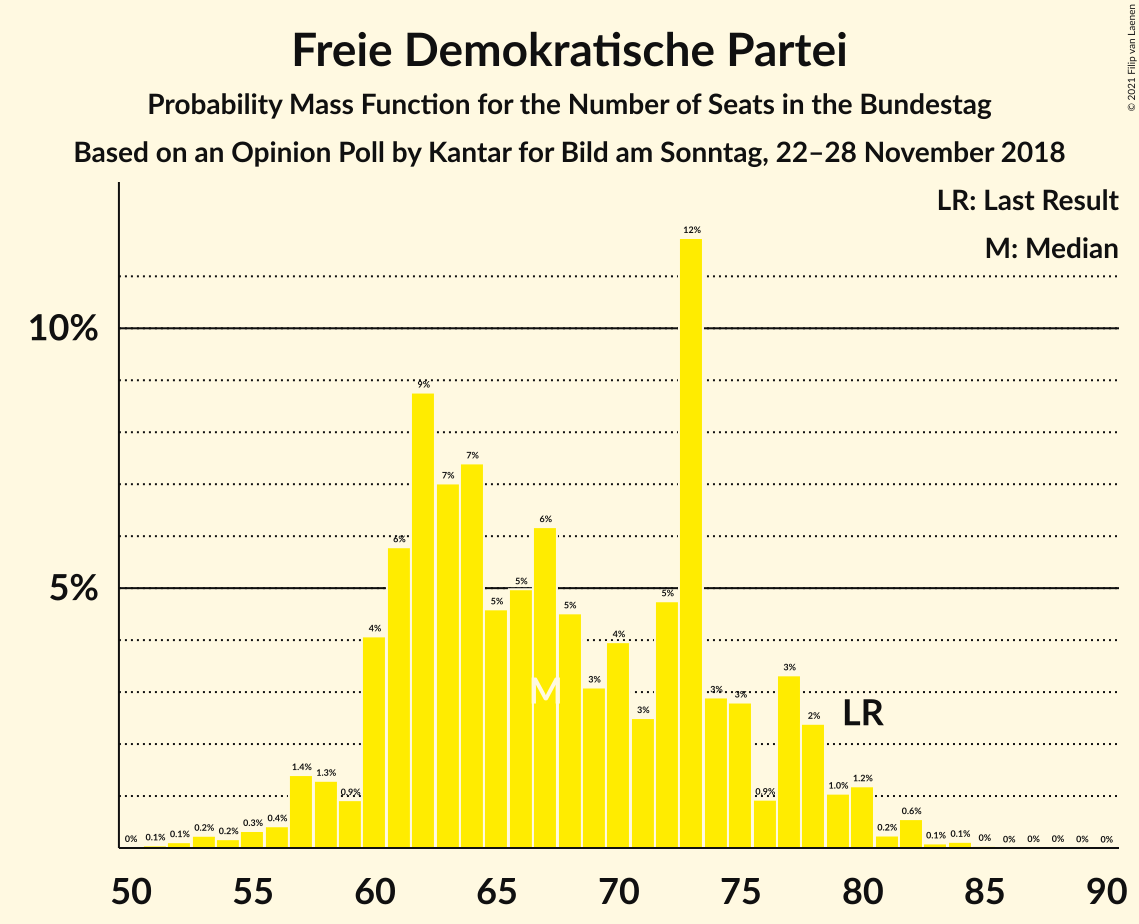 Freie Demokratische Partei
Probability Mass Function for the Number of Seats in the Bundestag
Based on an Opinion Poll by Kantar for Bild am Sonntag, 22–28 November 2018
© 2021 Filip van Laenen
LR: Last Result
M: Median
10%
5%
0% 0.1% 0.1% 0.2% 0.2% 0.3% 0.4% 1.4% 1.3% 0.9% 4% 6% 9% 7% 7% 5% 5% 6% 5% 3% 4% 3% 5% 12% 3% 3% 0.9% 3% 2% 1.0% 1.2% 0.2% 0.6% 0.1% 0.1% 0% 0% 0% 0% 0% 0%
M
LR
50 55 60 65 70 75 80 85 90